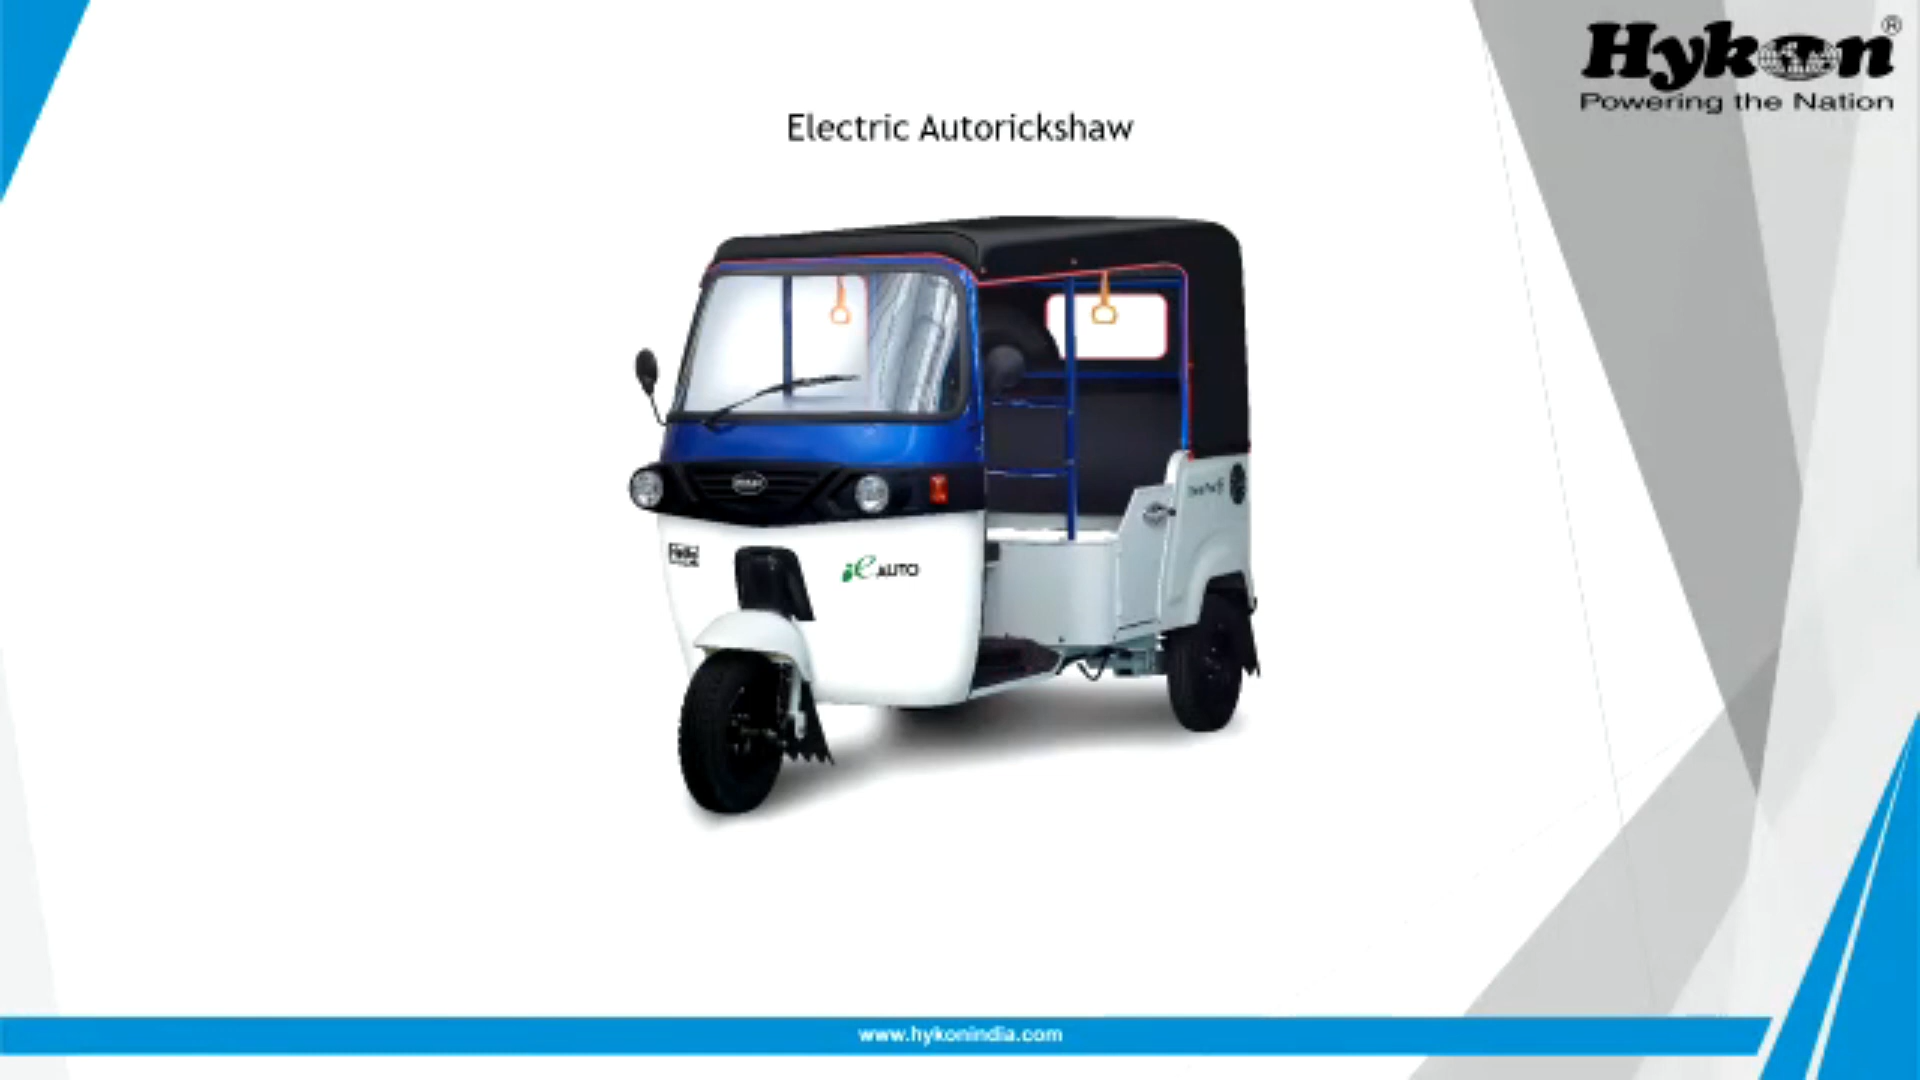 Hykon®
Powering the Nation
Electric Autorickshaw
e AUTO
www.hykonindia.com